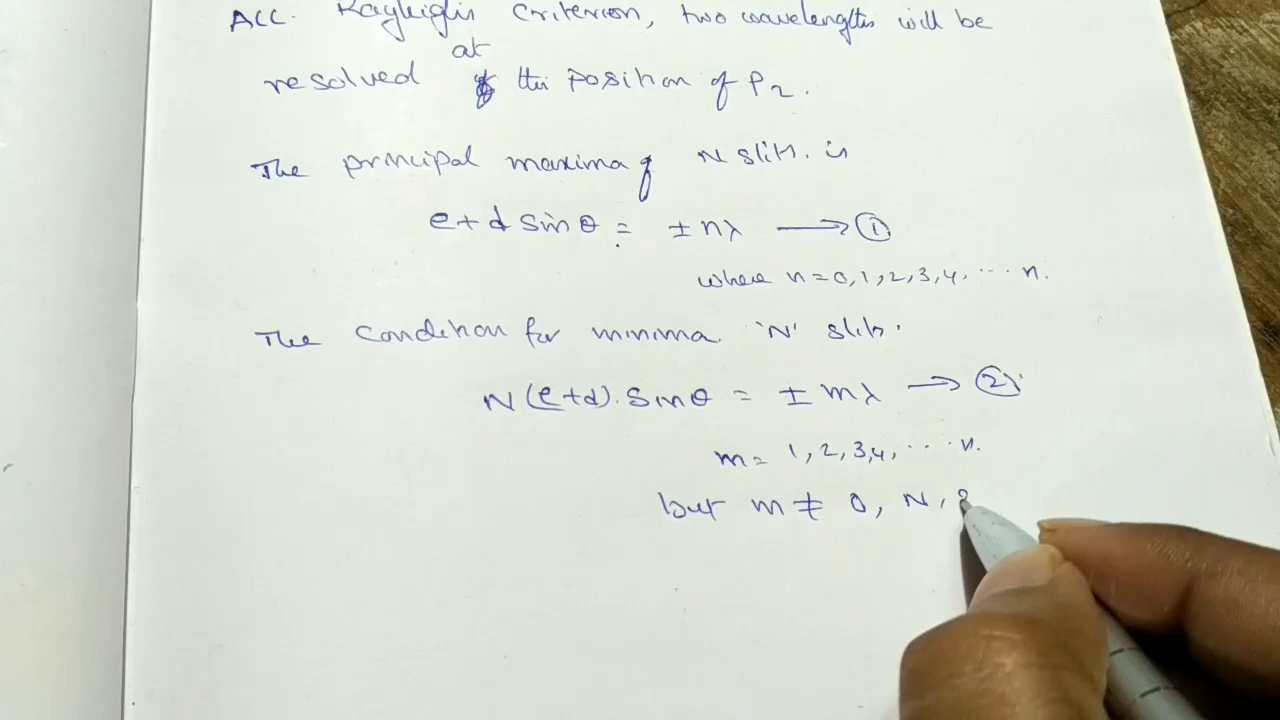 Acc. Rayleigh's criterion, two wavelengths will be
at
resolved the position of P2.
The principal maxima of N slits. is
e+d sinθ = ± nλ → ①
where n=0,1,2,3,4, ... n.
The condition for minima 'N' slits.
N(e+d). sinθ = ± mλ → ②
m= 1,2,3,4, ... n.
but m ≠ 0, N,